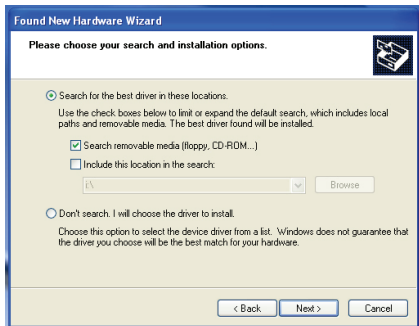 Found New Hardware Wizard
Please choose your search and installation options.
Search for the best driver in these locations.
Use the check boxes below to limit or expand the default search, which includes local
paths and removable media. The best driver found will be installed.
Search removable media (floppy, CD-ROM...)
Include this location in the search:
i:\
Browse
Don't search. I will choose the driver to install.
Choose this option to select the device driver from a list. Windows does not guarantee that
the driver you choose will be the best match for your hardware.
< Back Next > Cancel